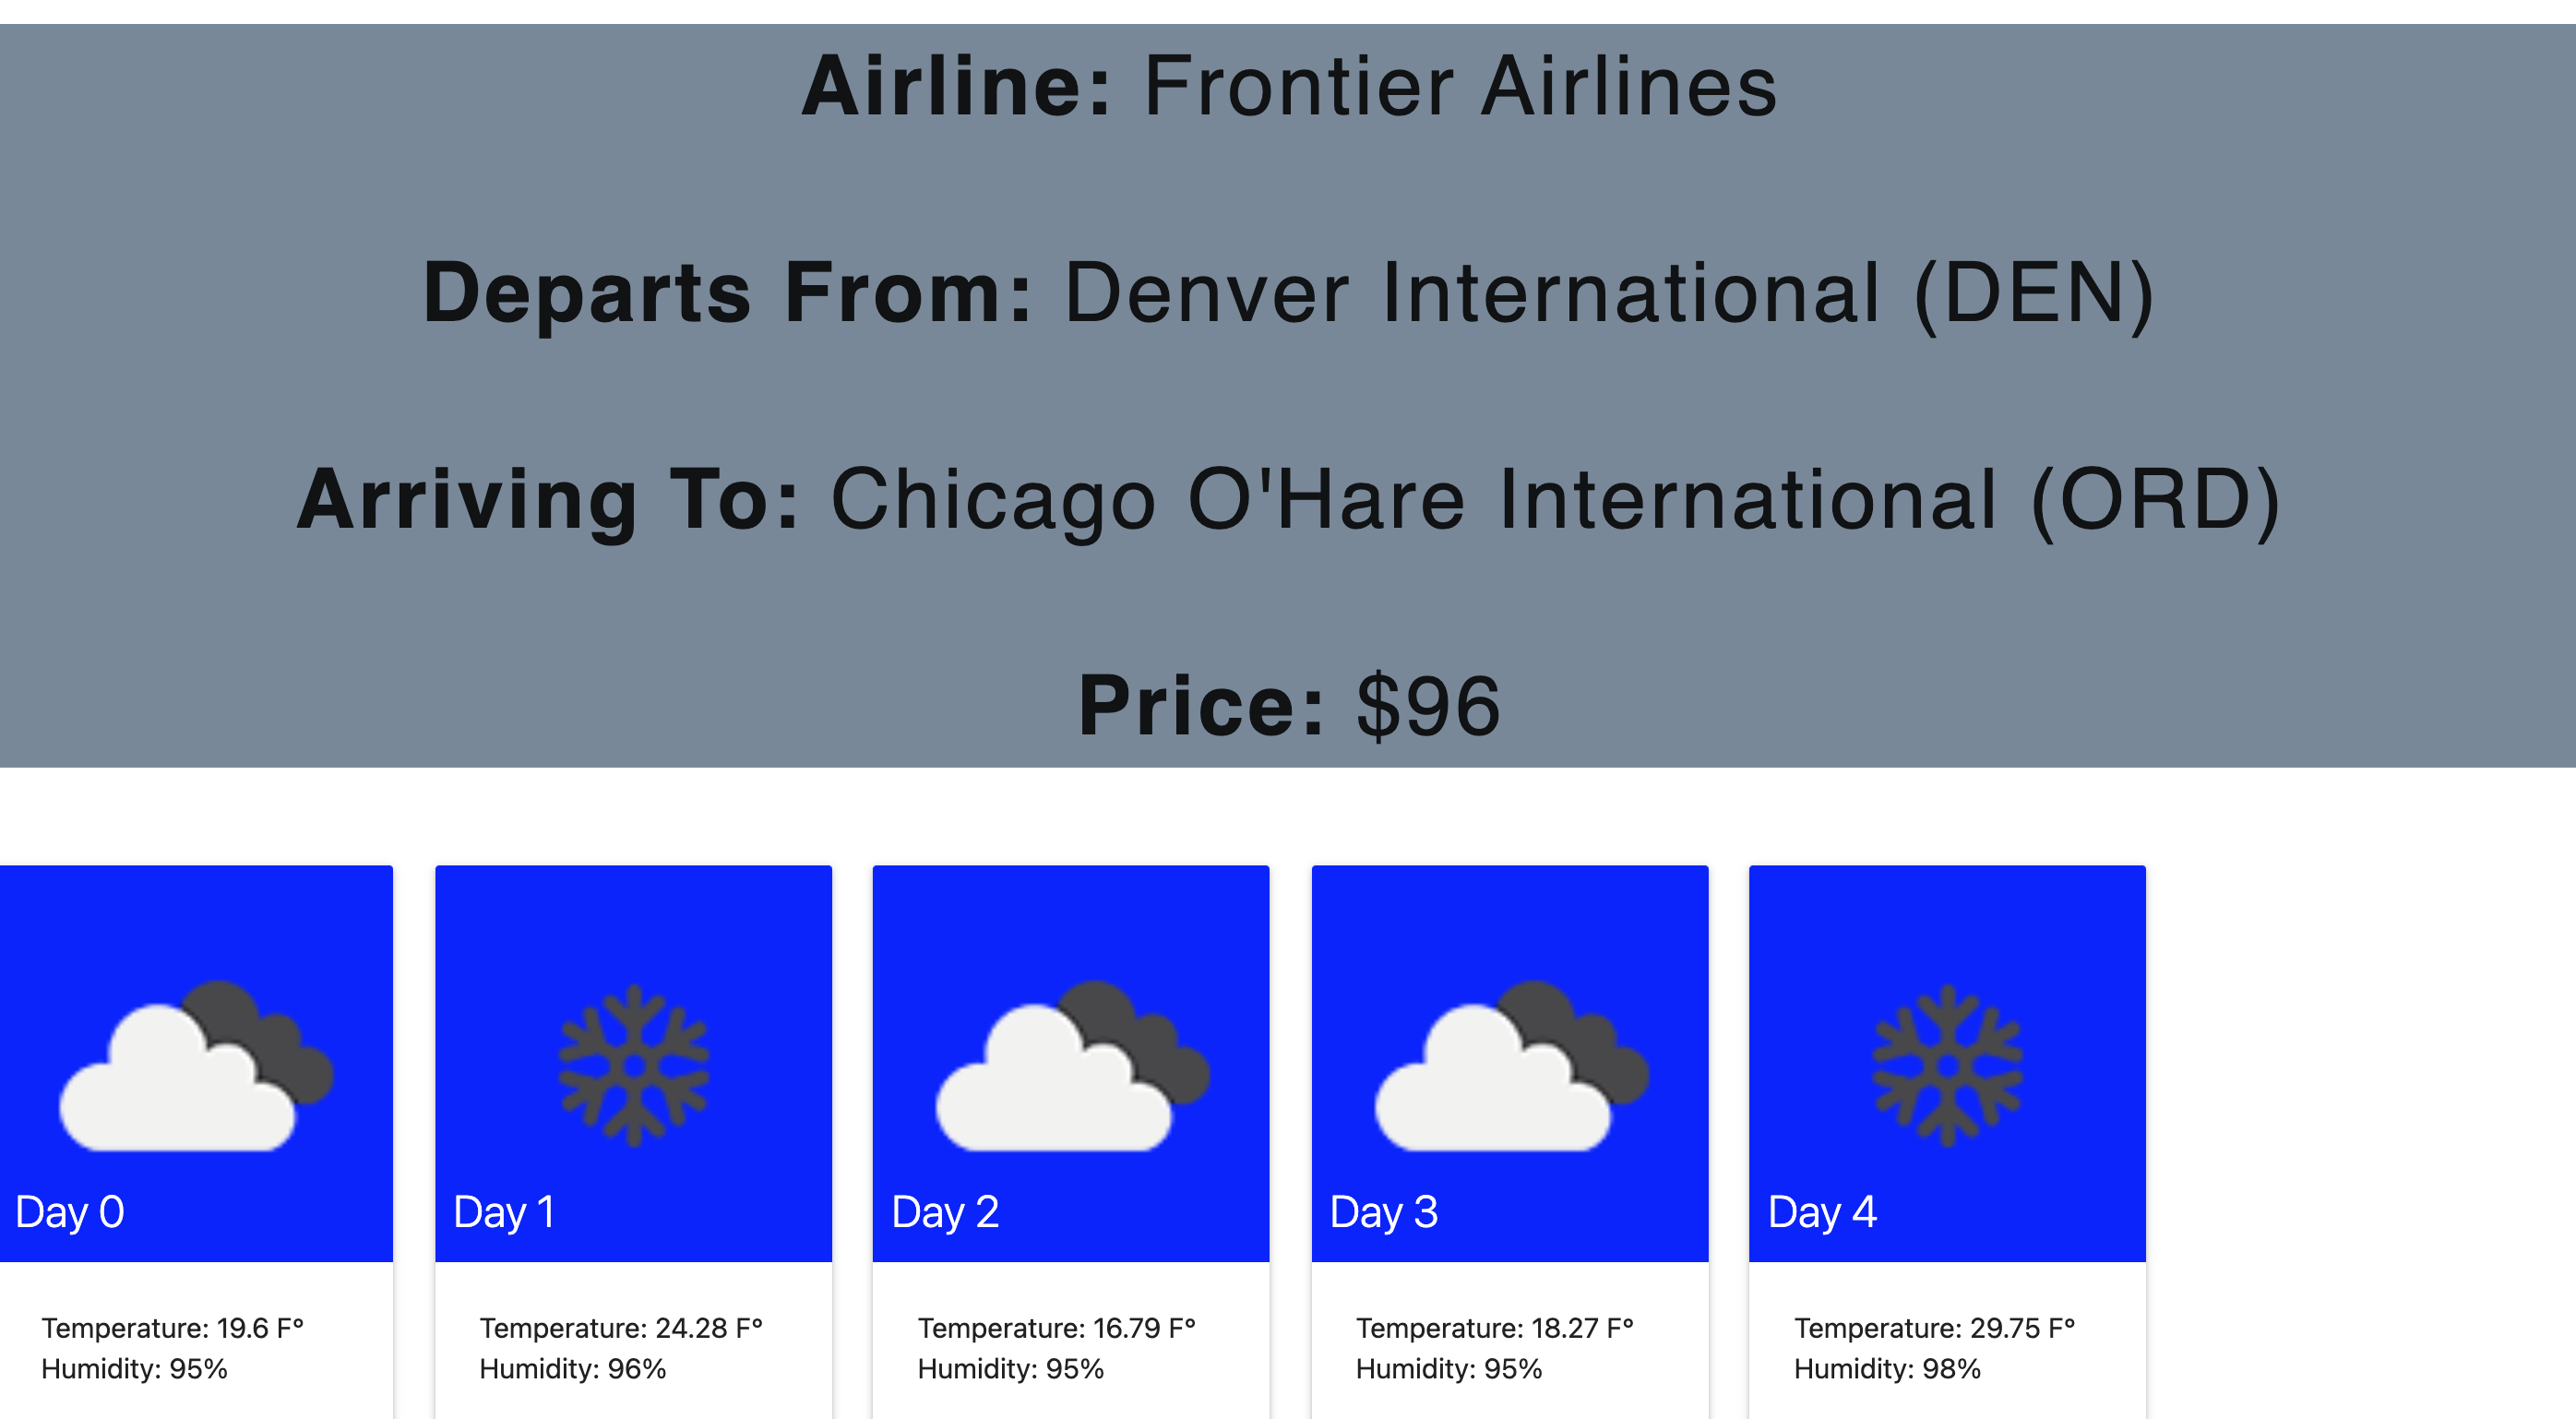 Airline: Frontier Airlines
Departs From: Denver International (DEN)
Arriving To: Chicago O'Hare International (ORD)
Price: $96
Day 0
Temperature: 19.6 F°
Humidity: 95%
Day 1
Temperature: 24.28 F°
Humidity: 96%
Day 2
Temperature: 16.79 F°
Humidity: 95%
Day 3
Temperature: 18.27 F°
Humidity: 95%
Day 4
Temperature: 29.75 F°
Humidity: 98%